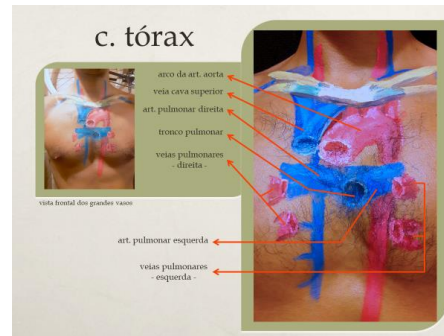 c. tórax
arco da art. aorta
veia cava superior
art. pulmonar direita
tronco pulmonar
veias pulmonares
- direita -
vista frontal dos grandes vasos
art. pulmonar esquerda
veias pulmonares
- esquerda -